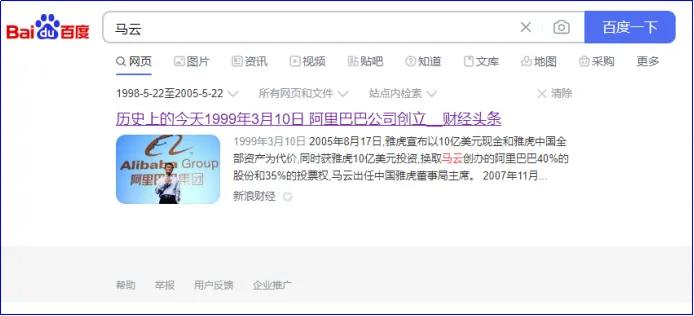 Bai du 百度
马云
百度一下
网页 图片 资讯 视频 贴吧 知道 文库 地图 采购 更多
1998-5-22至2005-5-22 所有网页和文件 站点内检索 清除
历史上的今天1999年3月10日 阿里巴巴公司创立__财经头条
Alibaba Group
阿里巴巴集团
1999年3月10日 2005年8月17日,雅虎宣布以10亿美元现金和雅虎中国全
部资产为代价,同时获雅虎10亿美元投资,换取马云创办的阿里巴巴40%的
股份和35%的投票权,马云出任中国雅虎董事局主席。 2007年11月...
新浪财经
帮助 举报 用户反馈 企业推广